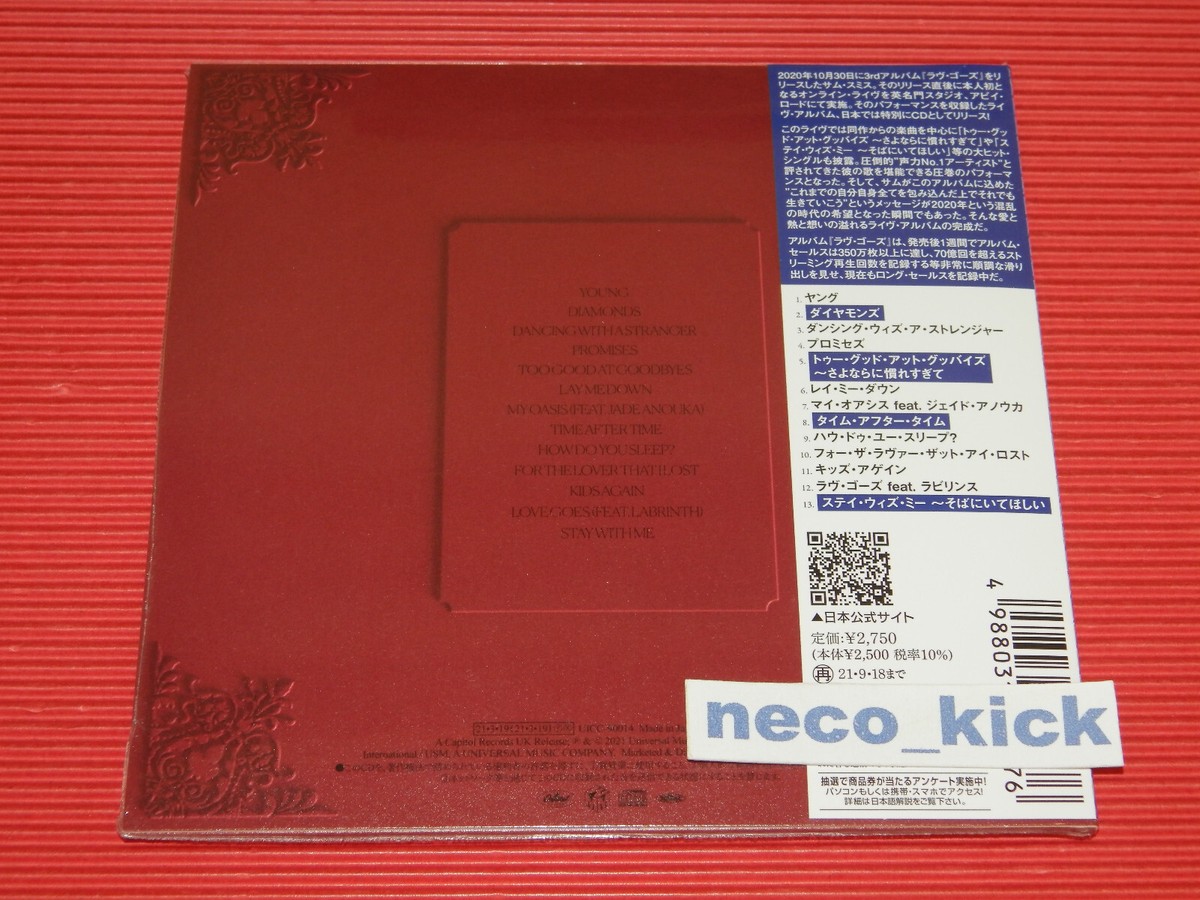 YOUNG
DIAMONDS
DANCING WITH A STRANGER
PROMISES
TOO GOOD AT GOODBYES
LAY ME DOWN
MY OASIS (FEAT. JADE ANOUKA)
TIME AFTER TIME
HOW DO YOU SLEEP?
FOR THE LOVER THAT I LOST
KIDS AGAIN
LOVE GOES (FEAT. LABRINTH)
STAY WITH ME
UICC-60014 Made in
A Capitol Records UK Release; ℗ & © 2021 Universal
International / USM, A UNIVERSAL MUSIC COMPANY. Marketed &
2020年10月30日に3rdアルバム『ラヴ・ゴーズ』をリ
リースしたサム・スミス。そのリリース直後に本人初と
なるオンライン・ライヴを英名門スタジオ、アビイ・
ロードにて実施。そのパフォーマンスを収録したライ
ヴ・アルバム、日本では特別にCDとしてリリース!
このライヴでは同作からの楽曲を中心に「トゥー・グッ
ド・アット・グッバイズ 〜さよならに慣れすぎて」や「ス
テイ・ウィズ・ミー 〜そばにいてほしい」等の大ヒット・
シングルも披露。圧倒的"声力No.1アーティスト"と
評されてきた彼の歌を堪能できる圧巻のパフォーマ
ンスとなった。そして、サムがこのアルバムに込めた
"これまでの自分自身全てを包み込んだ上でそれでも
生きていこう"というメッセージが2020年という混乱
の時代の希望となった瞬間でもあった。そんな愛と
熱と想いの溢れるライヴ・アルバムの完成だ。
アルバム『ラヴ・ゴーズ』は、発売後1週間でアルバム・
セールスは350万枚以上に達し、70億回を超えるスト
リーミング再生回数を記録する等非常に順調な滑り
出しを見せ、現在もロング・セールスを記録中だ。
1. ヤング
2. ダイヤモンズ
3. ダンシング・ウィズ・ア・ストレンジャー
4. プロミセズ
5. トゥー・グッド・アット・グッバイズ
〜さよならに慣れすぎて
6. レイ・ミー・ダウン
7. マイ・オアシス feat. ジェイド・アノウカ
8. タイム・アフター・タイム
9. ハウ・ドゥ・ユー・スリープ?
10. フォー・ザ・ラヴァー・ザット・アイ・ロスト
11. キッズ・アゲイン
12. ラヴ・ゴーズ feat. ラビリンス
13. ステイ・ウィズ・ミー 〜そばにいてほしい
▲日本公式サイト
定価:¥2,750
(本体¥2,500 税率10%)
再 21・9・18まで
4 98803
76
neco_kick
抽選で商品券が当たるアンケート実施中!
パソコンもしくは携帯・スマホでアクセス!
詳細は日本語解説をご覧下さい。